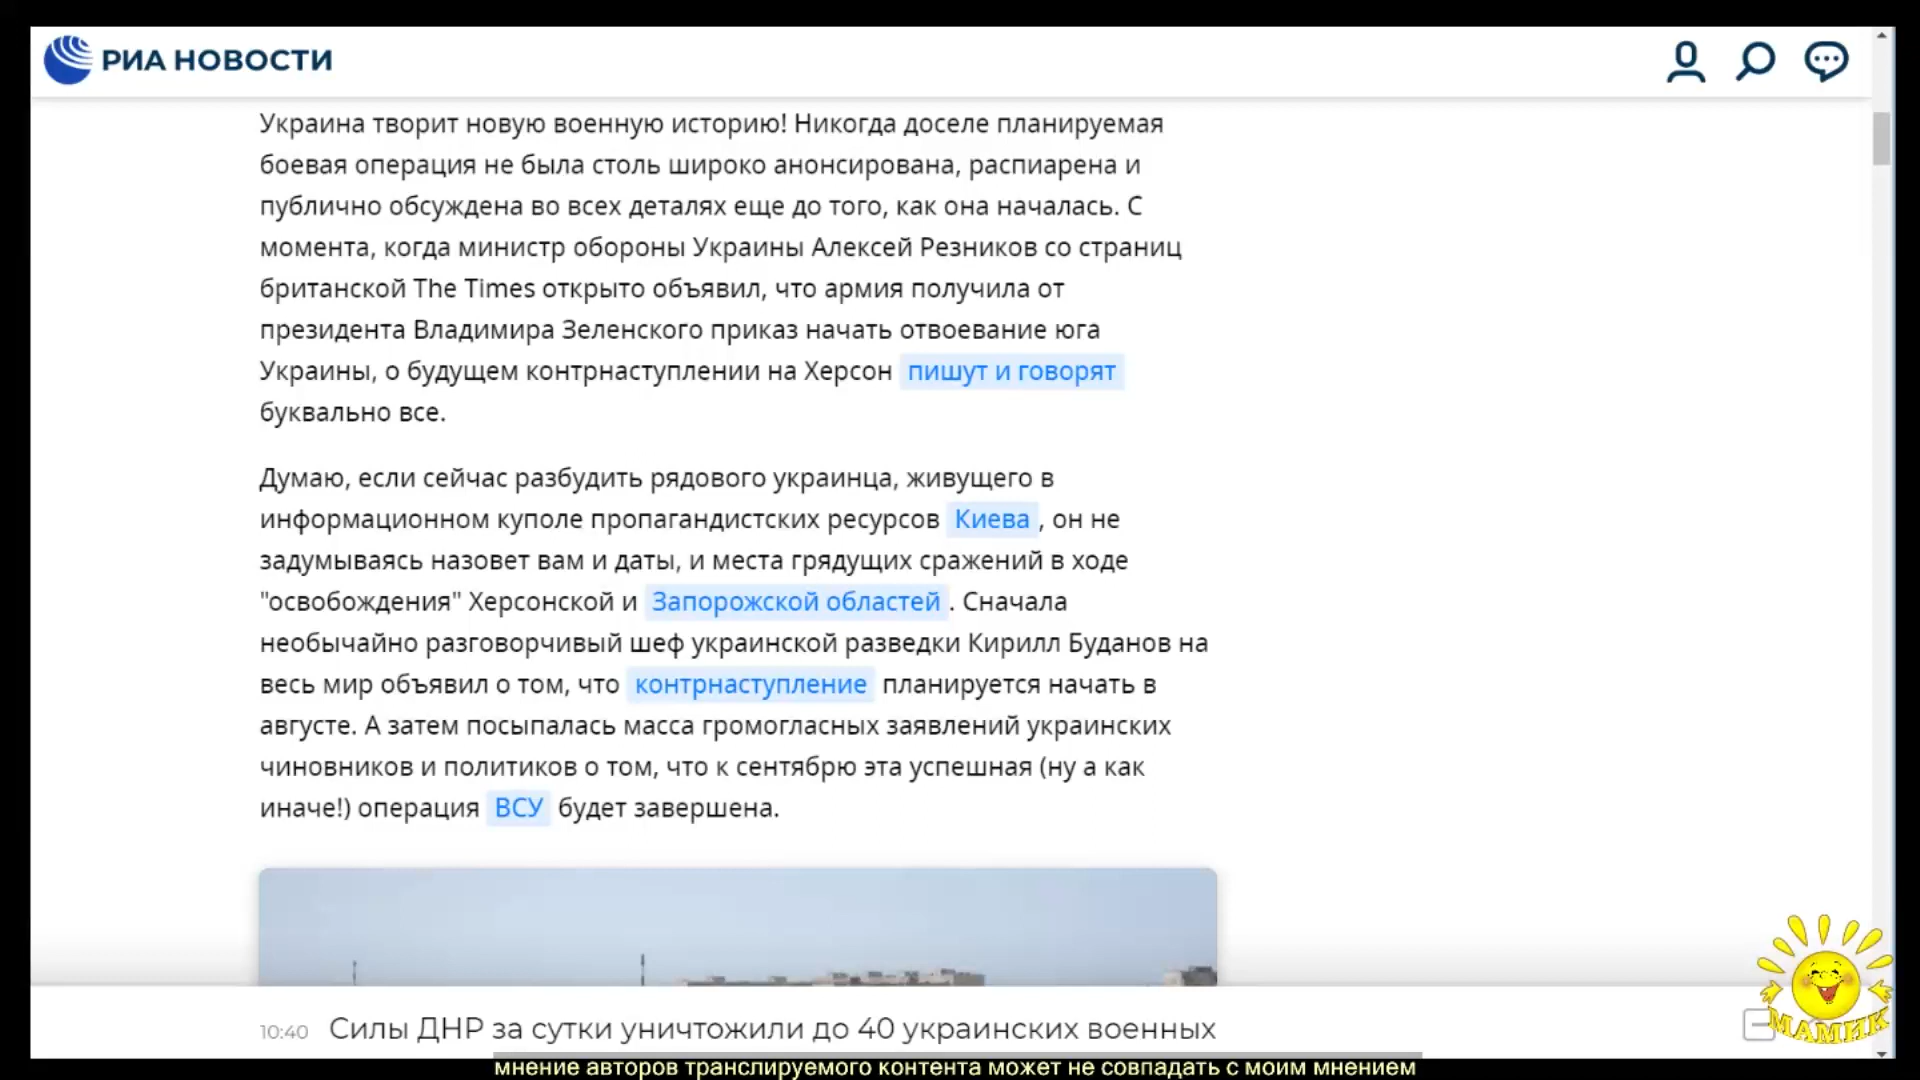 РИА НОВОСТИ
Украина творит новую военную историю! Никогда доселе планируемая
боевая операция не была столь широко анонсирована, распиарена и
публично обсуждена во всех деталях еще до того, как она началась. С
момента, когда министр обороны Украины Алексей Резников со страниц
британской The Times открыто объявил, что армия получила от
президента Владимира Зеленского приказ начать отвоевание юга
Украины, о будущем контрнаступлении на Херсон пишут и говорят
буквально все.
Думаю, если сейчас разбудить рядового украинца, живущего в
информационном куполе пропагандистских ресурсов Киева , он не
задумываясь назовет вам и даты, и места грядущих сражений в ходе
"освобождения" Херсонской и Запорожской областей . Сначала
необычайно разговорчивый шеф украинской разведки Кирилл Буданов на
весь мир объявил о том, что контрнаступление планируется начать в
августе. А затем посыпалась масса громогласных заявлений украинских
чиновников и политиков о том, что к сентябрю эта успешная (ну а как
иначе!) операция ВСУ будет завершена.
10:40 Силы ДНР за сутки уничтожили до 40 украинских военных
МАМИК
мнение авторов транслируемого контента может не совпадать с моим мнением